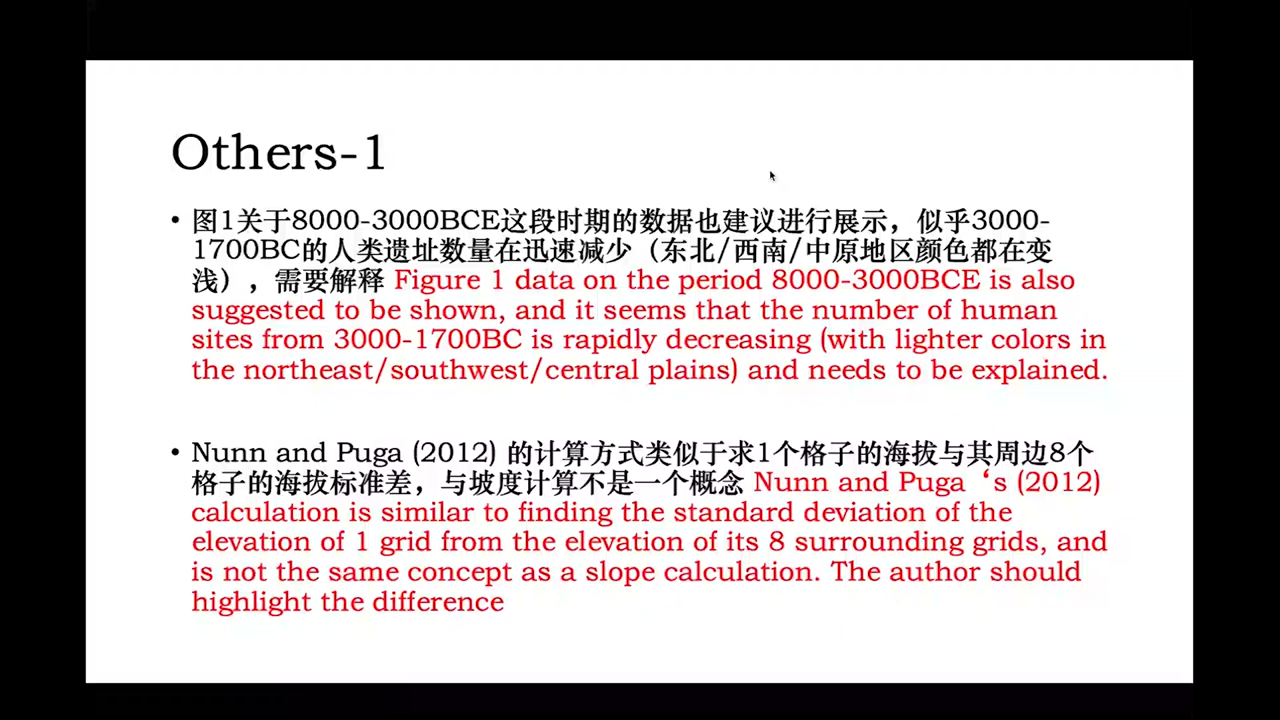 Others-1
• 图1关于8000-3000BCE这段时期的数据也建议进行展示，似乎3000-
1700BC的人类遗址数量在迅速减少（东北/西南/中原地区颜色都在变
浅），需要解释 Figure 1 data on the period 8000-3000BCE is also
suggested to be shown, and it seems that the number of human
sites from 3000-1700BC is rapidly decreasing (with lighter colors in
the northeast/southwest/central plains) and needs to be explained.
• Nunn and Puga (2012) 的计算方式类似于求1个格子的海拔与其周边8个
格子的海拔标准差，与坡度计算不是一个概念 Nunn and Puga ‘s (2012)
calculation is similar to finding the standard deviation of the
elevation of 1 grid from the elevation of its 8 surrounding grids, and
is not the same concept as a slope calculation. The author should
highlight the difference